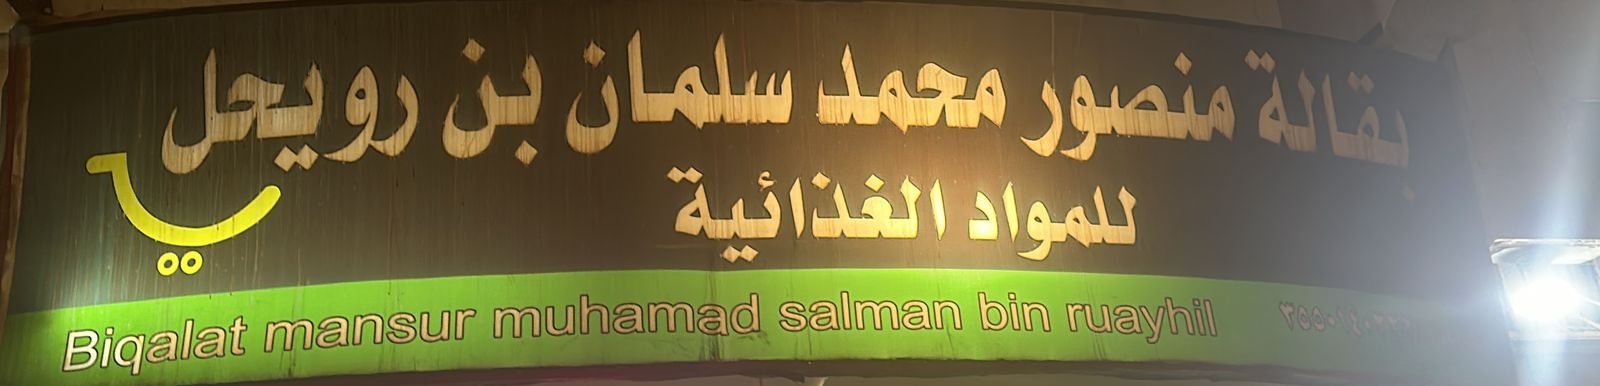 بقالة منصور محمد سلمان بن رويحل
للمواد الغذائية
Biqalat mansur muhamad salman bin ruayhil